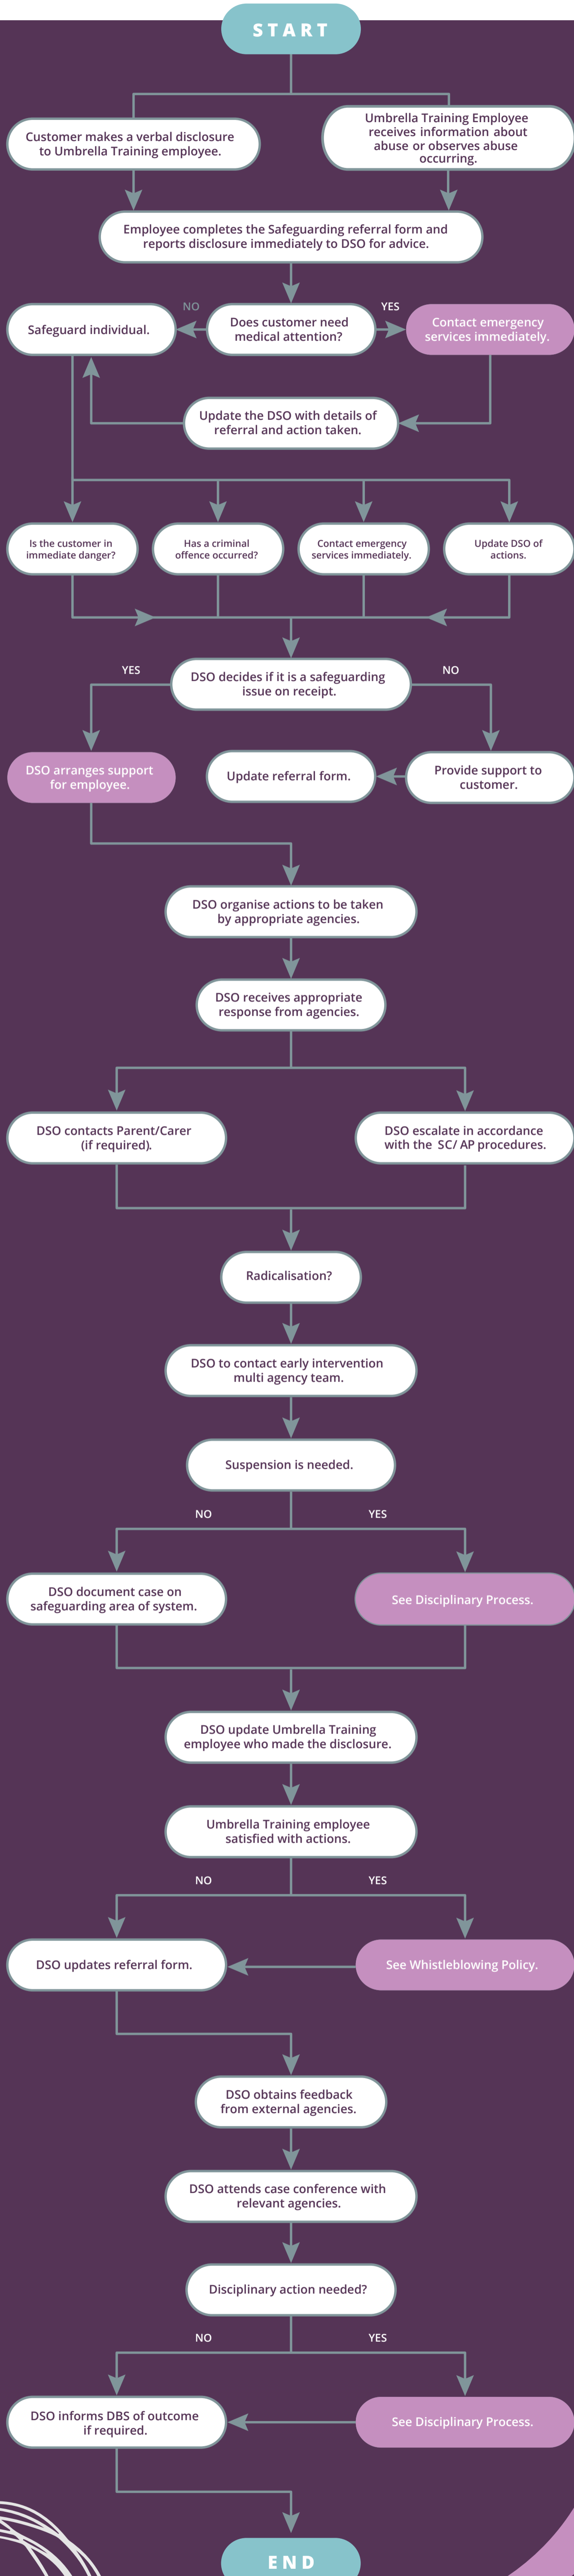 START
Customer makes a verbal disclosure
to Umbrella Training employee.
Umbrella Training Employee
receives information about
abuse or observes abuse
occurring.
Employee completes the Safeguarding referral form and
reports disclosure immediately to DSO for advice.
Safeguard individual.
NO
Does customer need
medical attention?
YES
Contact emergency
services immediately.
Update the DSO with details of
referral and action taken.
Is the customer in
immediate danger?
Has a criminal
offence occurred?
Contact emergency
services immediately.
Update DSO of
actions.
DSO decides if it is a safeguarding
issue on receipt.
YES
NO
DSO arranges support
for employee.
Update referral form.
Provide support to
customer.
DSO organise actions to be taken
by appropriate agencies.
DSO receives appropriate
response from agencies.
DSO contacts Parent/Carer
(if required).
DSO escalate in accordance
with the SC/ AP procedures.
Radicalisation?
DSO to contact early intervention
multi agency team.
Suspension is needed.
NO
YES
DSO document case on
safeguarding area of system.
See Disciplinary Process.
DSO update Umbrella Training
employee who made the disclosure.
Umbrella Training employee
satisfied with actions.
NO
YES
DSO updates referral form.
See Whistleblowing Policy.
DSO obtains feedback
from external agencies.
DSO attends case conference with
relevant agencies.
Disciplinary action needed?
NO
YES
DSO informs DBS of outcome
if required.
See Disciplinary Process.
END